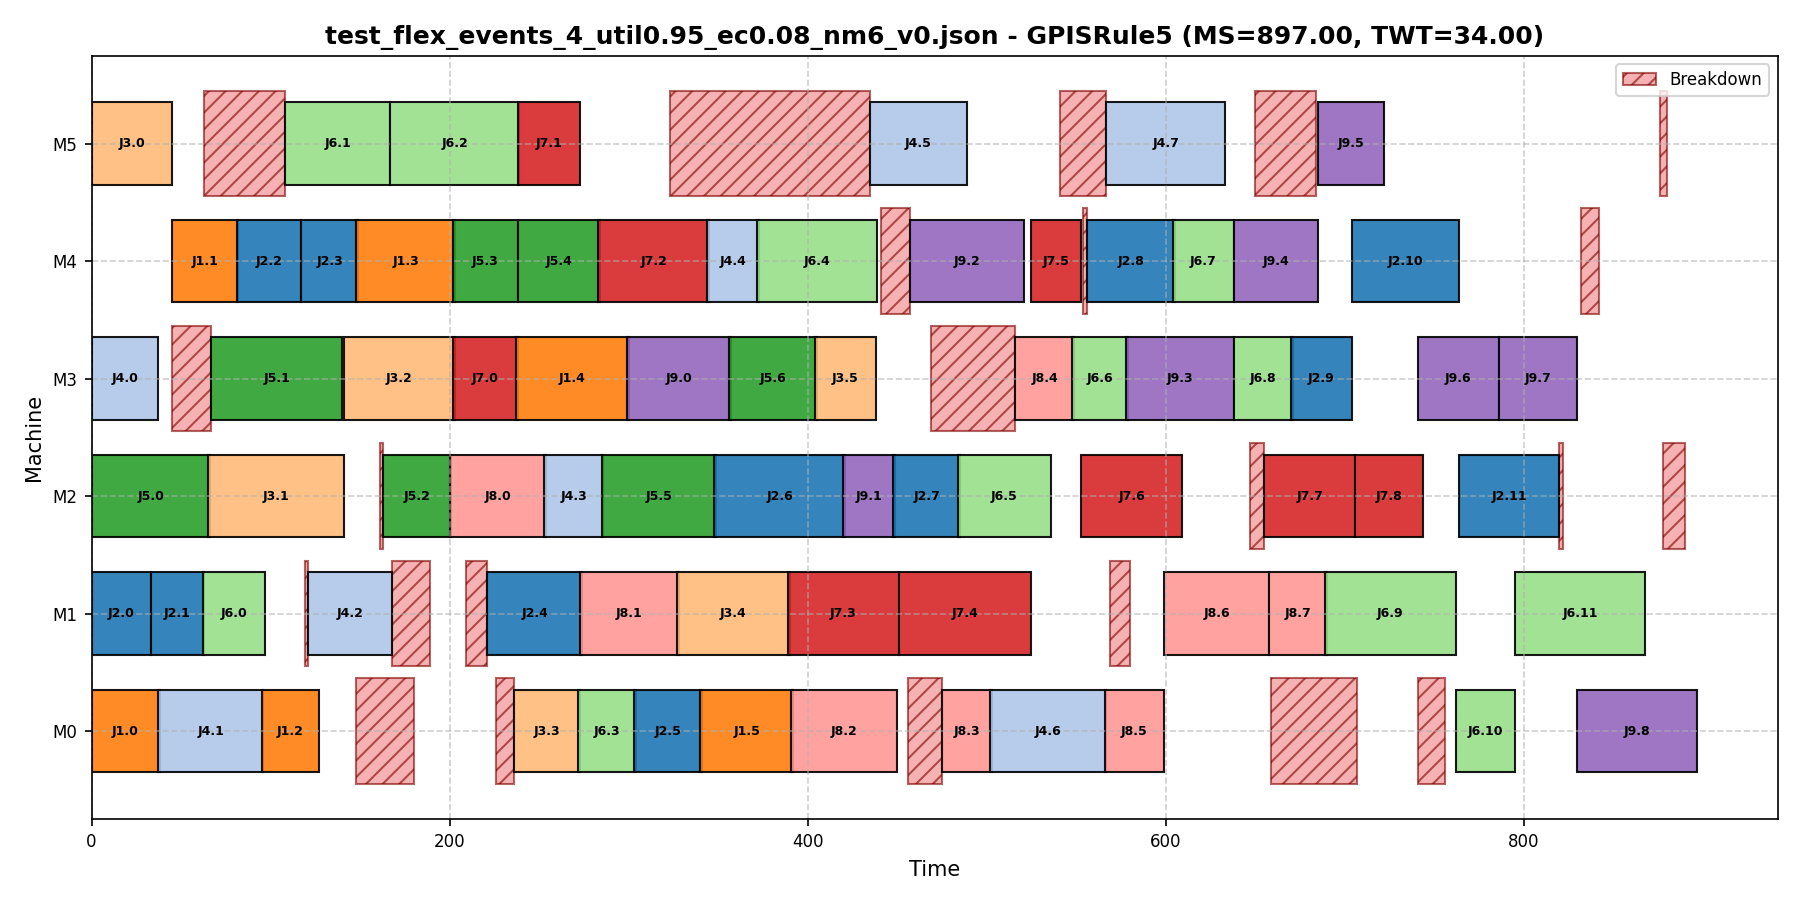 test_flex_events_4_util0.95_ec0.08_nm6_v0.json - GPISRule5 (MS=897.00, TWT=34.00)
Breakdown
M5 J3.0 J6.1 J6.2 J7.1 J4.5 J4.7 J9.5
M4 J1.1 J2.2 J2.3 J1.3 J5.3 J5.4 J7.2 J4.4 J6.4 J9.2 J7.5 J2.8 J6.7 J9.4 J2.10
M3 J4.0 J5.1 J3.2 J7.0 J1.4 J9.0 J5.6 J3.5 J8.4 J6.6 J9.3 J6.8 J2.9 J9.6 J9.7
M2 J5.0 J3.1 J5.2 J8.0 J4.3 J5.5 J2.6 J9.1 J2.7 J6.5 J7.6 J7.7 J7.8 J2.11
M1 J2.0 J2.1 J6.0 J4.2 J2.4 J8.1 J3.4 J7.3 J7.4 J8.6 J8.7 J6.9 J6.11
M0 J1.0 J4.1 J1.2 J3.3 J6.3 J2.5 J1.5 J8.2 J8.3 J4.6 J8.5 J6.10 J9.8
Machine
0 200 400 600 800
Time